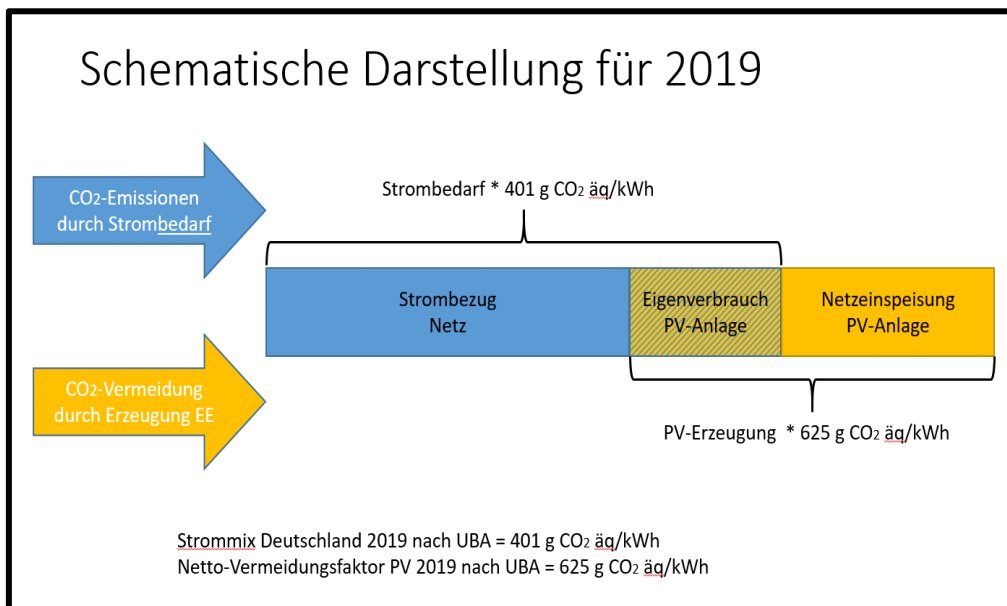 Schematische Darstellung für 2019
CO2-Emissionen
durch Strombedarf
Strombedarf * 401 g CO2 äq/kWh
Strombezug
Netz
Eigenverbrauch
PV-Anlage
Netzeinspeisung
PV-Anlage
CO2-Vermeidung
durch Erzeugung EE
PV-Erzeugung * 625 g CO2 äq/kWh
Strommix Deutschland 2019 nach UBA = 401 g CO2 äq/kWh
Netto-Vermeidungsfaktor PV 2019 nach UBA = 625 g CO2 äq/kWh